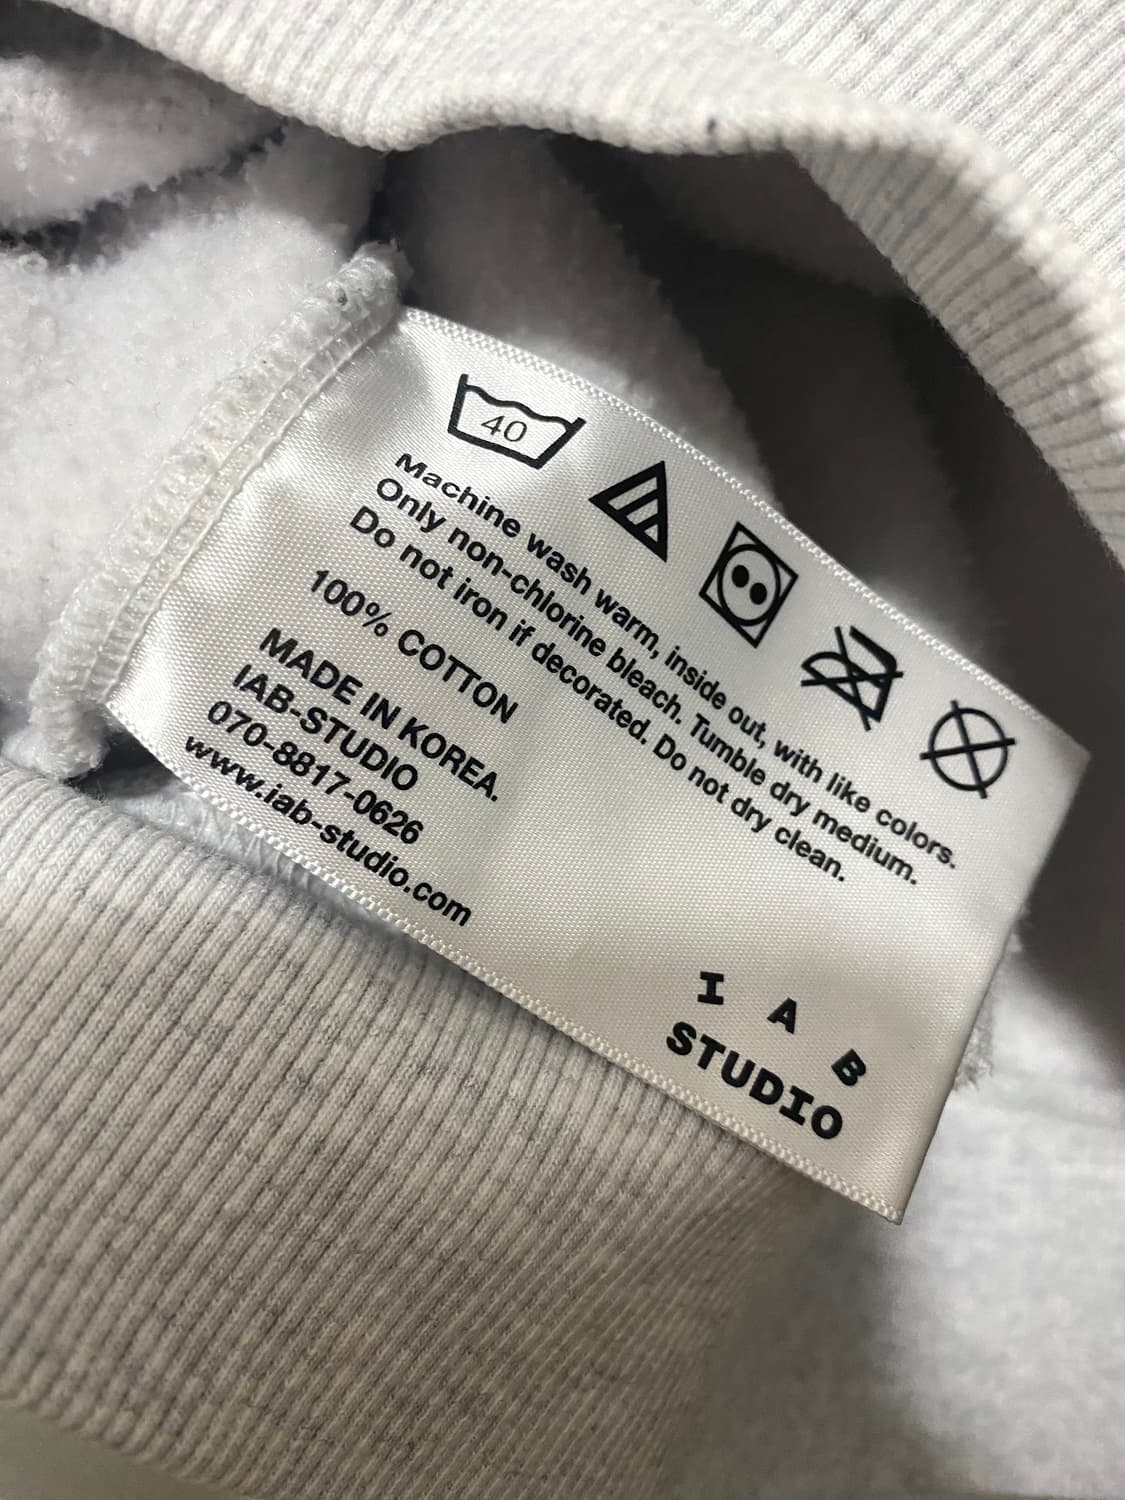 40
Machine wash warm, inside out, with like colors.
Only non-chlorine bleach. Tumble dry medium.
Do not iron if decorated. Do not dry clean.
100% COTTON
MADE IN KOREA.
IAB-STUDIO
070-8817-0626
www.iab-studio.com
I A B
STUDIO